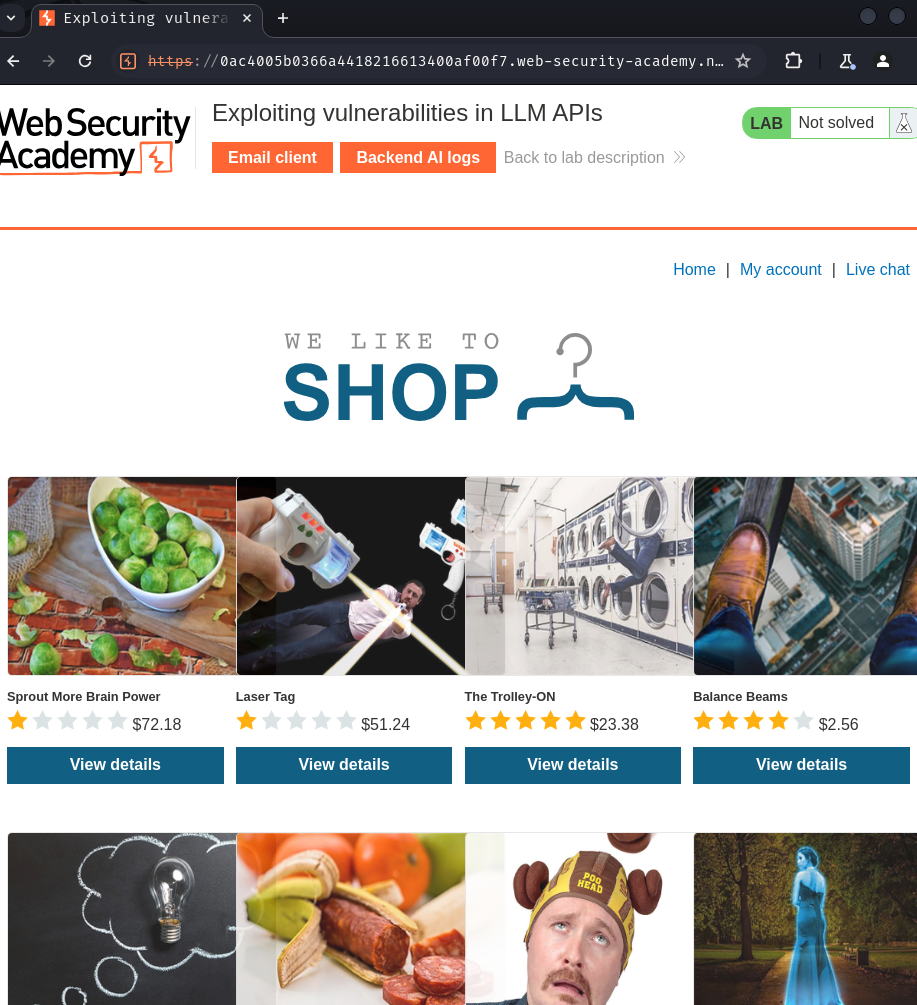 Exploiting vulnera
https://0ac4005b0366a4418216613400af00f7.web-security-academy.n…
Web Security
Academy
Exploiting vulnerabilities in LLM APIs
LAB Not solved
Email client Backend AI logs Back to lab description
Home | My account | Live chat
WE LIKE TO
SHOP
Sprout More Brain Power
$72.18
View details
Laser Tag
$51.24
View details
The Trolley-ON
$23.38
View details
Balance Beams
$2.56
View details
POO
HEAD